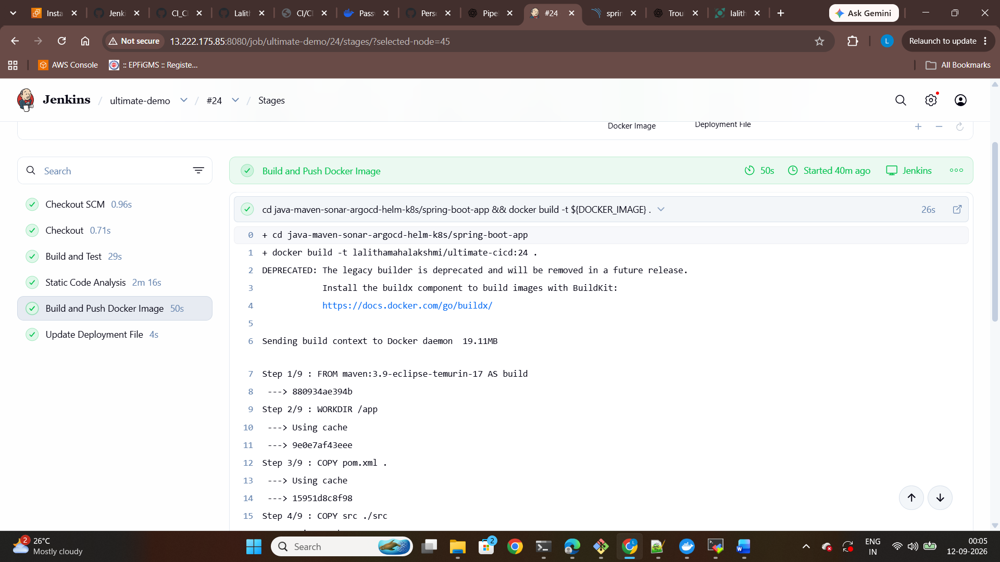 Insta
Jenki
CI_CI
Lalith
CI/CI
Passw
Perso
Pipel
#24
sprin
Trou
lalith
Ask Gemini
Not secure
13.222.175.85:8080/job/ultimate-demo/24/stages/?selected-node=45
L
Relaunch to update
AWS Console
:: EPFiGMS :: Registe...
All Bookmarks
Jenkins / ultimate-demo / #24 / Stages
Docker Image
Deployment File
Search
Checkout SCM 0.96s
Checkout 0.71s
Build and Test 29s
Static Code Analysis 2m 16s
Build and Push Docker Image 50s
Update Deployment File 4s
Build and Push Docker Image
50s
Started 40m ago
Jenkins
cd java-maven-sonar-argocd-helm-k8s/spring-boot-app && docker build -t ${DOCKER_IMAGE} .
26s
0 + cd java-maven-sonar-argocd-helm-k8s/spring-boot-app
1 + docker build -t lalithamahalakshmi/ultimate-cicd:24 .
2 DEPRECATED: The legacy builder is deprecated and will be removed in a future release.
3 Install the buildx component to build images with BuildKit:
4 https://docs.docker.com/go/buildx/
5
6 Sending build context to Docker daemon 19.11MB
7 Step 1/9 : FROM maven:3.9-eclipse-temurin-17 AS build
8 ---> 880934ae394b
9 Step 2/9 : WORKDIR /app
10 ---> Using cache
11 ---> 9e0e7af43eee
12 Step 3/9 : COPY pom.xml .
13 ---> Using cache
14 ---> 15951d8c8f98
15 Step 4/9 : COPY src ./src
2
26°C
Mostly cloudy
Search
2
ENG
IN
00:05
12-09-2026